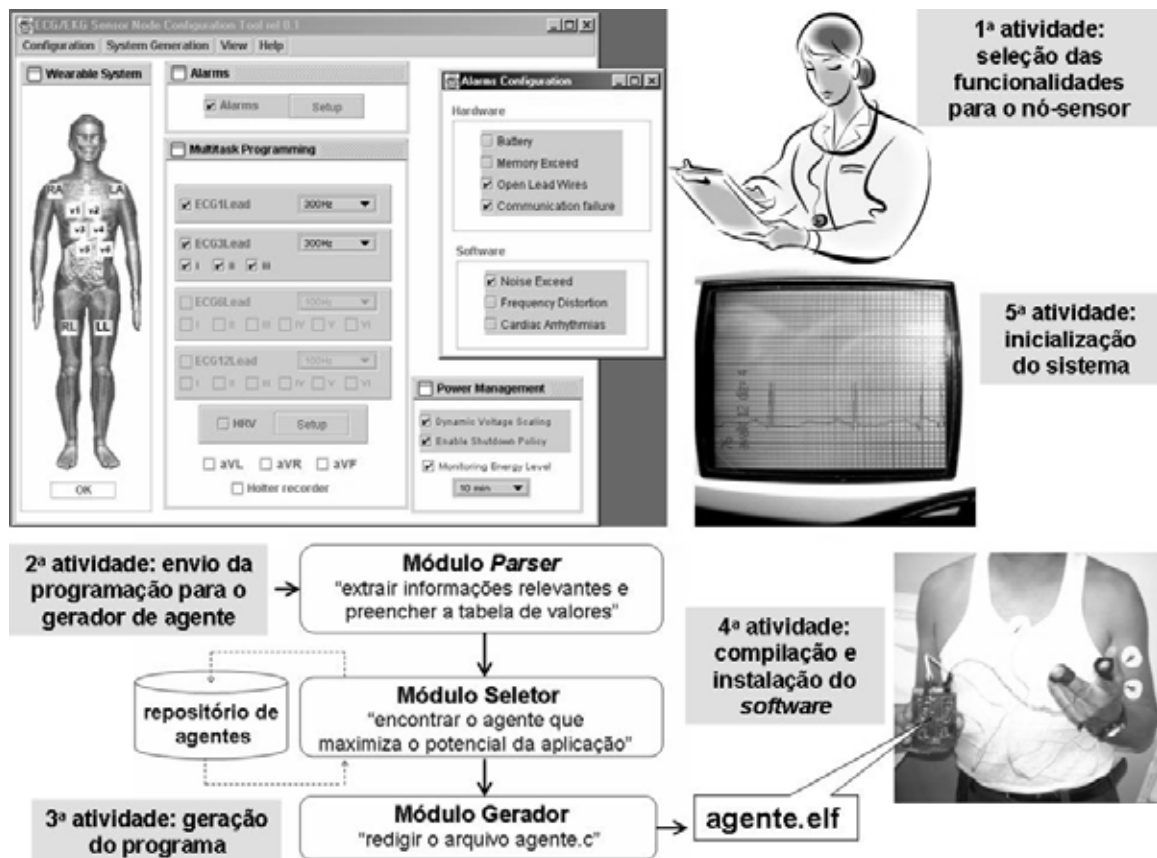 ECG/EKG Sensor Node Configuration Tool rel 0.1
Configuration System Generation View Help
Wearable System
RA
LA
v1 v2
v3 v4
v5 v6
RL
LL
OK
Alarms
Alarms
Setup
Multitask Programming
ECG1Lead
300Hz
ECG3Lead
300Hz
I II III
ECG6Lead
100Hz
I II III IV V VI
ECG12Lead
100Hz
I II III IV V VI
HRV
Setup
aVL aVR aVF
Holter recorder
Alarms Configuration
Hardware
Battery
Memory Exceed
Open Lead Wires
Communication failure
Software
Noise Exceed
Frequency Distortion
Cardiac Arrhythmias
Power Management
Dynamic Voltage Scaling
Enable Shutdown Policy
Monitoring Energy Level
10 min
1ª atividade:
seleção das
funcionalidades
para o nó-sensor
5ª atividade:
inicialização
do sistema
2ª atividade: envio da
programação para o
gerador de agente
Módulo Parser
“extrair informações relevantes e
preencher a tabela de valores”
repositório de
agentes
Módulo Seletor
“encontrar o agente que
maximiza o potencial da aplicação”
3ª atividade: geração
do programa
Módulo Gerador
“redigir o arquivo agente.c”
agente.elf
4ª atividade:
compilação e
instalação do
software